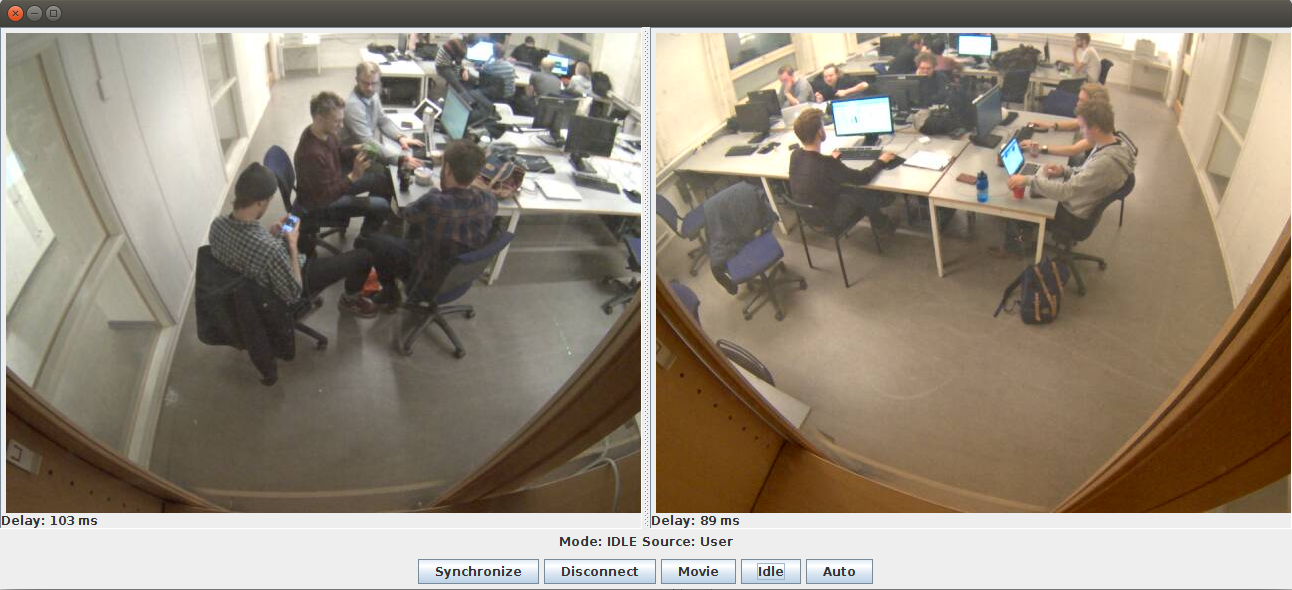 Delay: 103 ms
Delay: 89 ms
Mode: IDLE Source: User
Synchronize Disconnect Movie Idle Auto